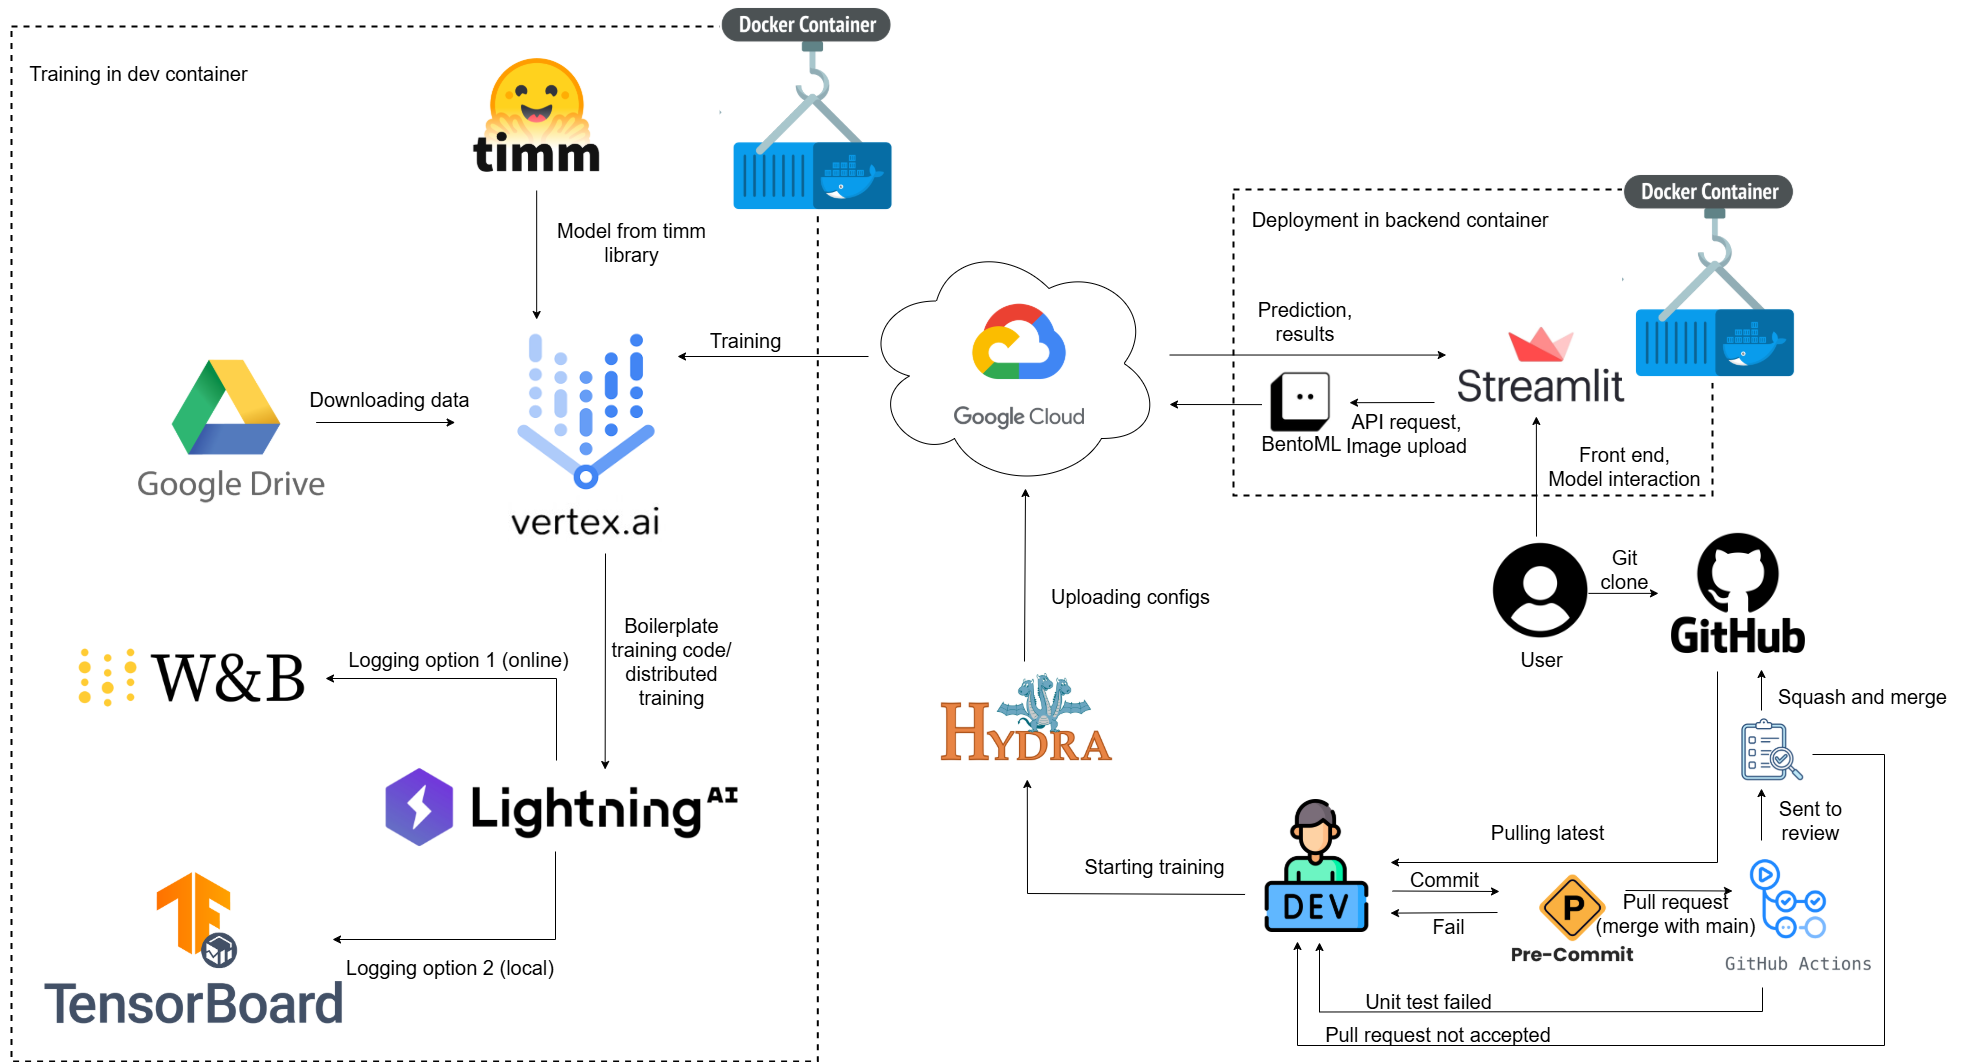 Docker Container
Training in dev container
timm
Model from timm
library
Docker Container
Deployment in backend container
Training
Prediction,
results
Streamlit
Google Cloud
BentoML
API request,
Image upload
Downloading data
Google Drive
vertex.ai
Front end,
Model interaction
Git
clone
GitHub
User
Uploading configs
Boilerplate
training code/
distributed
training
Logging option 1 (online)
W&B
HYDRA
Squash and merge
Lightning AI
Sent to
review
Pulling latest
Starting training
Commit
DEV
P
Pull request
(merge with main)
Fail
Pre-Commit
GitHub Actions
Logging option 2 (local)
TensorBoard
Unit test failed
Pull request not accepted